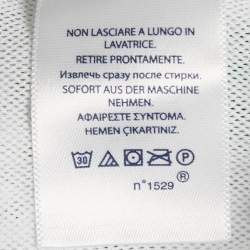 NON LASCIARE A LUNGO IN
LAVATRICE.
RETIRE PRONTAMENTE.
Извлечь сразу после стирки.
SOFORT AUS DER MASCHINE
NEHMEN.
ΑΦΑΙΡΕΣΤΕ ΣΥΝΤΟΜΑ.
HEMEN ÇIKARTINIZ.
30 P
n°1529 ®